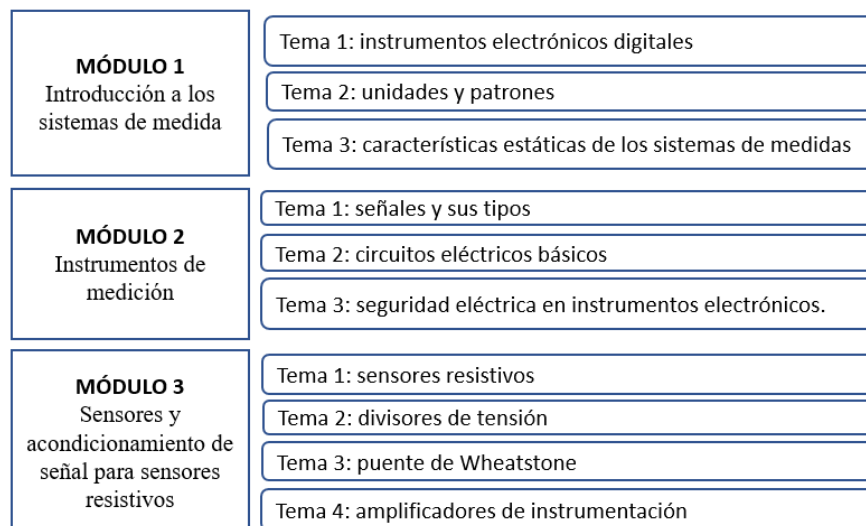 MÓDULO 1
Introducción a los
sistemas de medida
Tema 1: instrumentos electrónicos digitales
Tema 2: unidades y patrones
Tema 3: características estáticas de los sistemas de medidas
MÓDULO 2
Instrumentos de
medición
Tema 1: señales y sus tipos
Tema 2: circuitos eléctricos básicos
Tema 3: seguridad eléctrica en instrumentos electrónicos.
MÓDULO 3
Sensores y
acondicionamiento de
señal para sensores
resistivos
Tema 1: sensores resistivos
Tema 2: divisores de tensión
Tema 3: puente de Wheatstone
Tema 4: amplificadores de instrumentación